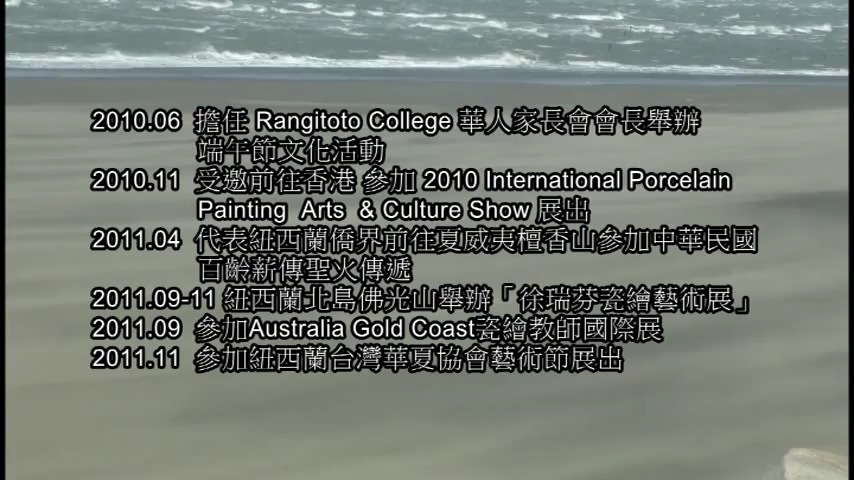 2010.06 擔任 Rangitoto College 華人家長會會長舉辦
端午節文化活動
2010.11 受邀前往香港 參加 2010 International Porcelain
Painting Arts & Culture Show 展出
2011.04 代表紐西蘭僑界前往夏威夷檀香山參加中華民國
百齡薪傳聖火傳遞
2011.09-11 紐西蘭北島佛光山舉辦「徐瑞芬瓷繪藝術展」
2011.09 參加Australia Gold Coast瓷繪教師國際展
2011.11 參加紐西蘭台灣華夏協會藝術節展出